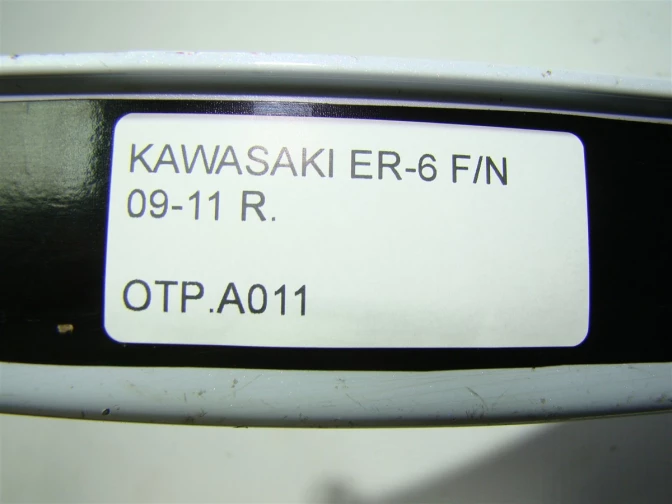 KAWASAKI ER-6 F/N
09-11 R.
OTP.A011